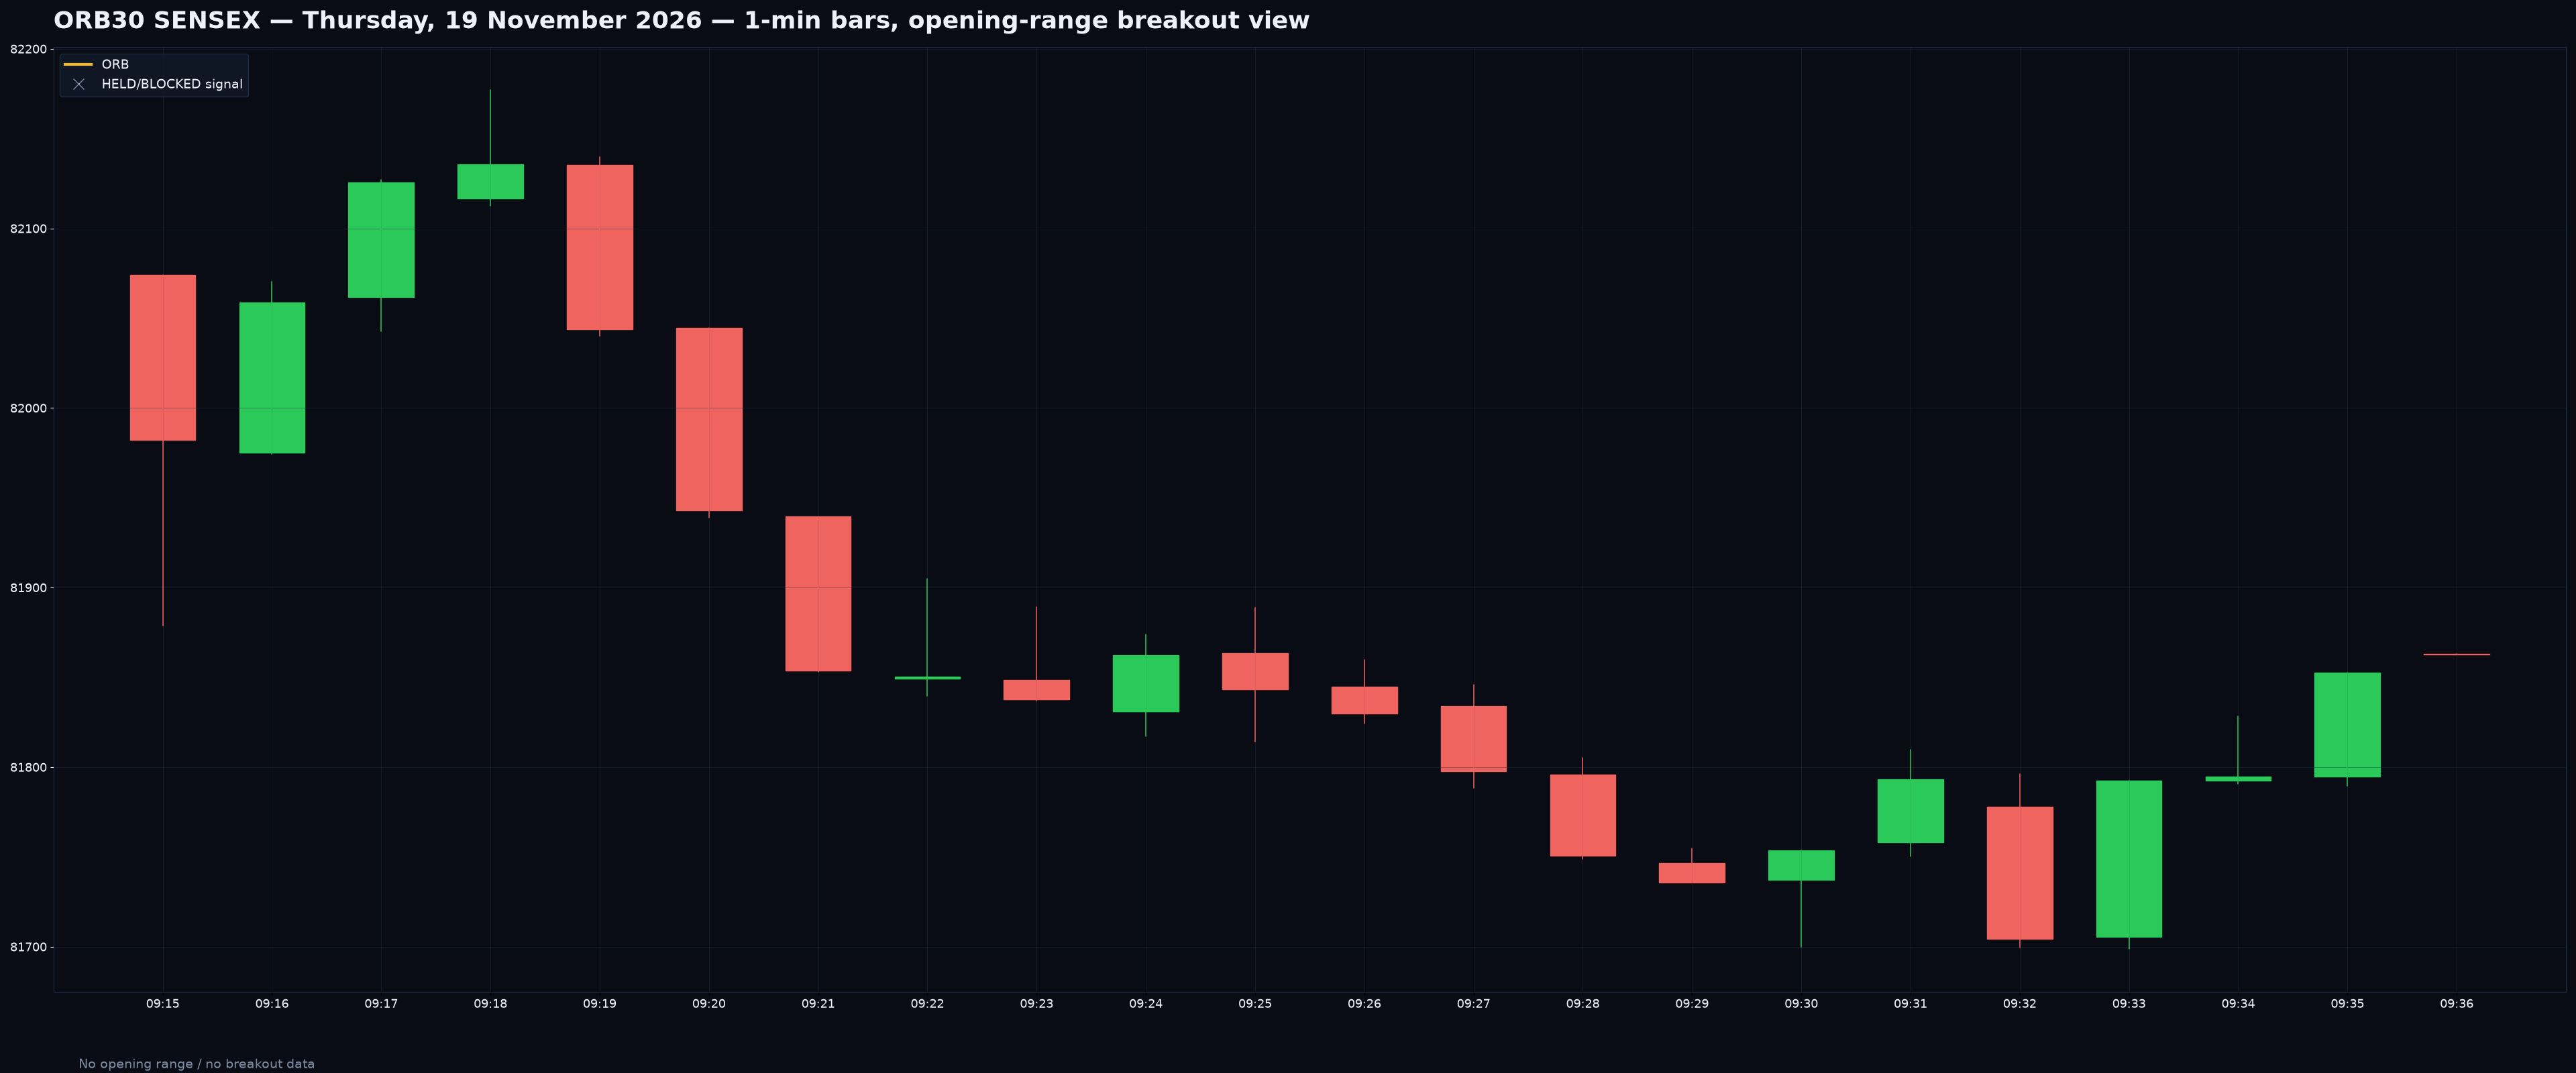 ORB30 SENSEX — Thursday, 19 November 2026 — 1-min bars, opening-range breakout view
ORB
HELD/BLOCKED signal
82200
82100
82000
81900
81800
81700
09:15 09:16 09:17 09:18 09:19 09:20 09:21 09:22 09:23 09:24 09:25 09:26 09:27 09:28 09:29 09:30 09:31 09:32 09:33 09:34 09:35 09:36
No opening range / no breakout data